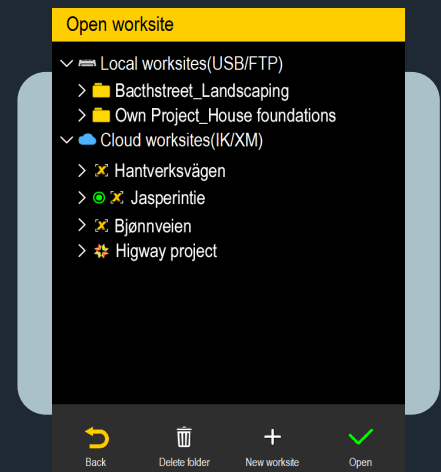 Open worksite
Local worksites(USB/FTP)
Bacthstreet_Landscaping
Own Project_House foundations
Cloud worksites(IK/XM)
Hantverksvägen
Jasperintie
Bjønnveien
Higway project
Back
Delete folder
New worksite
Open